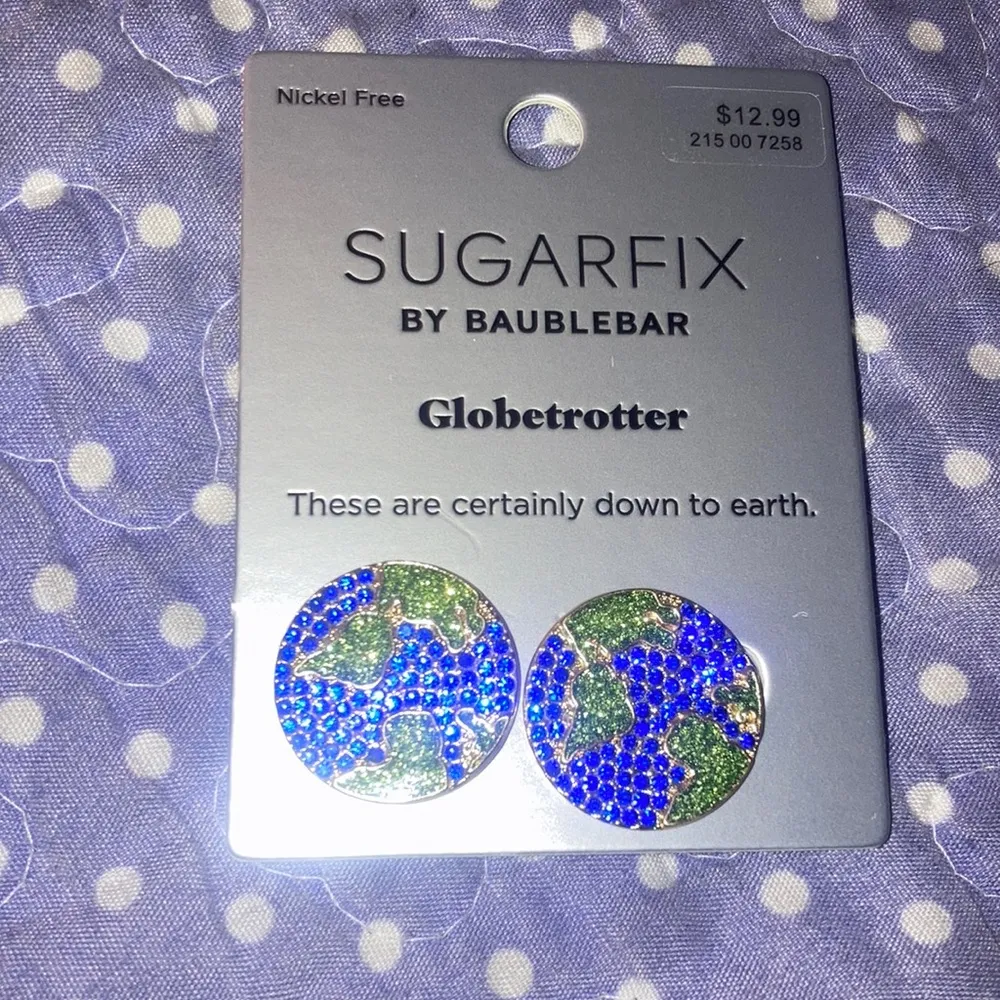 Nickel Free
$12.99
215 00 7258
SUGARFIX
BY BAUBLEBAR
Globetrotter
These are certainly down to earth.